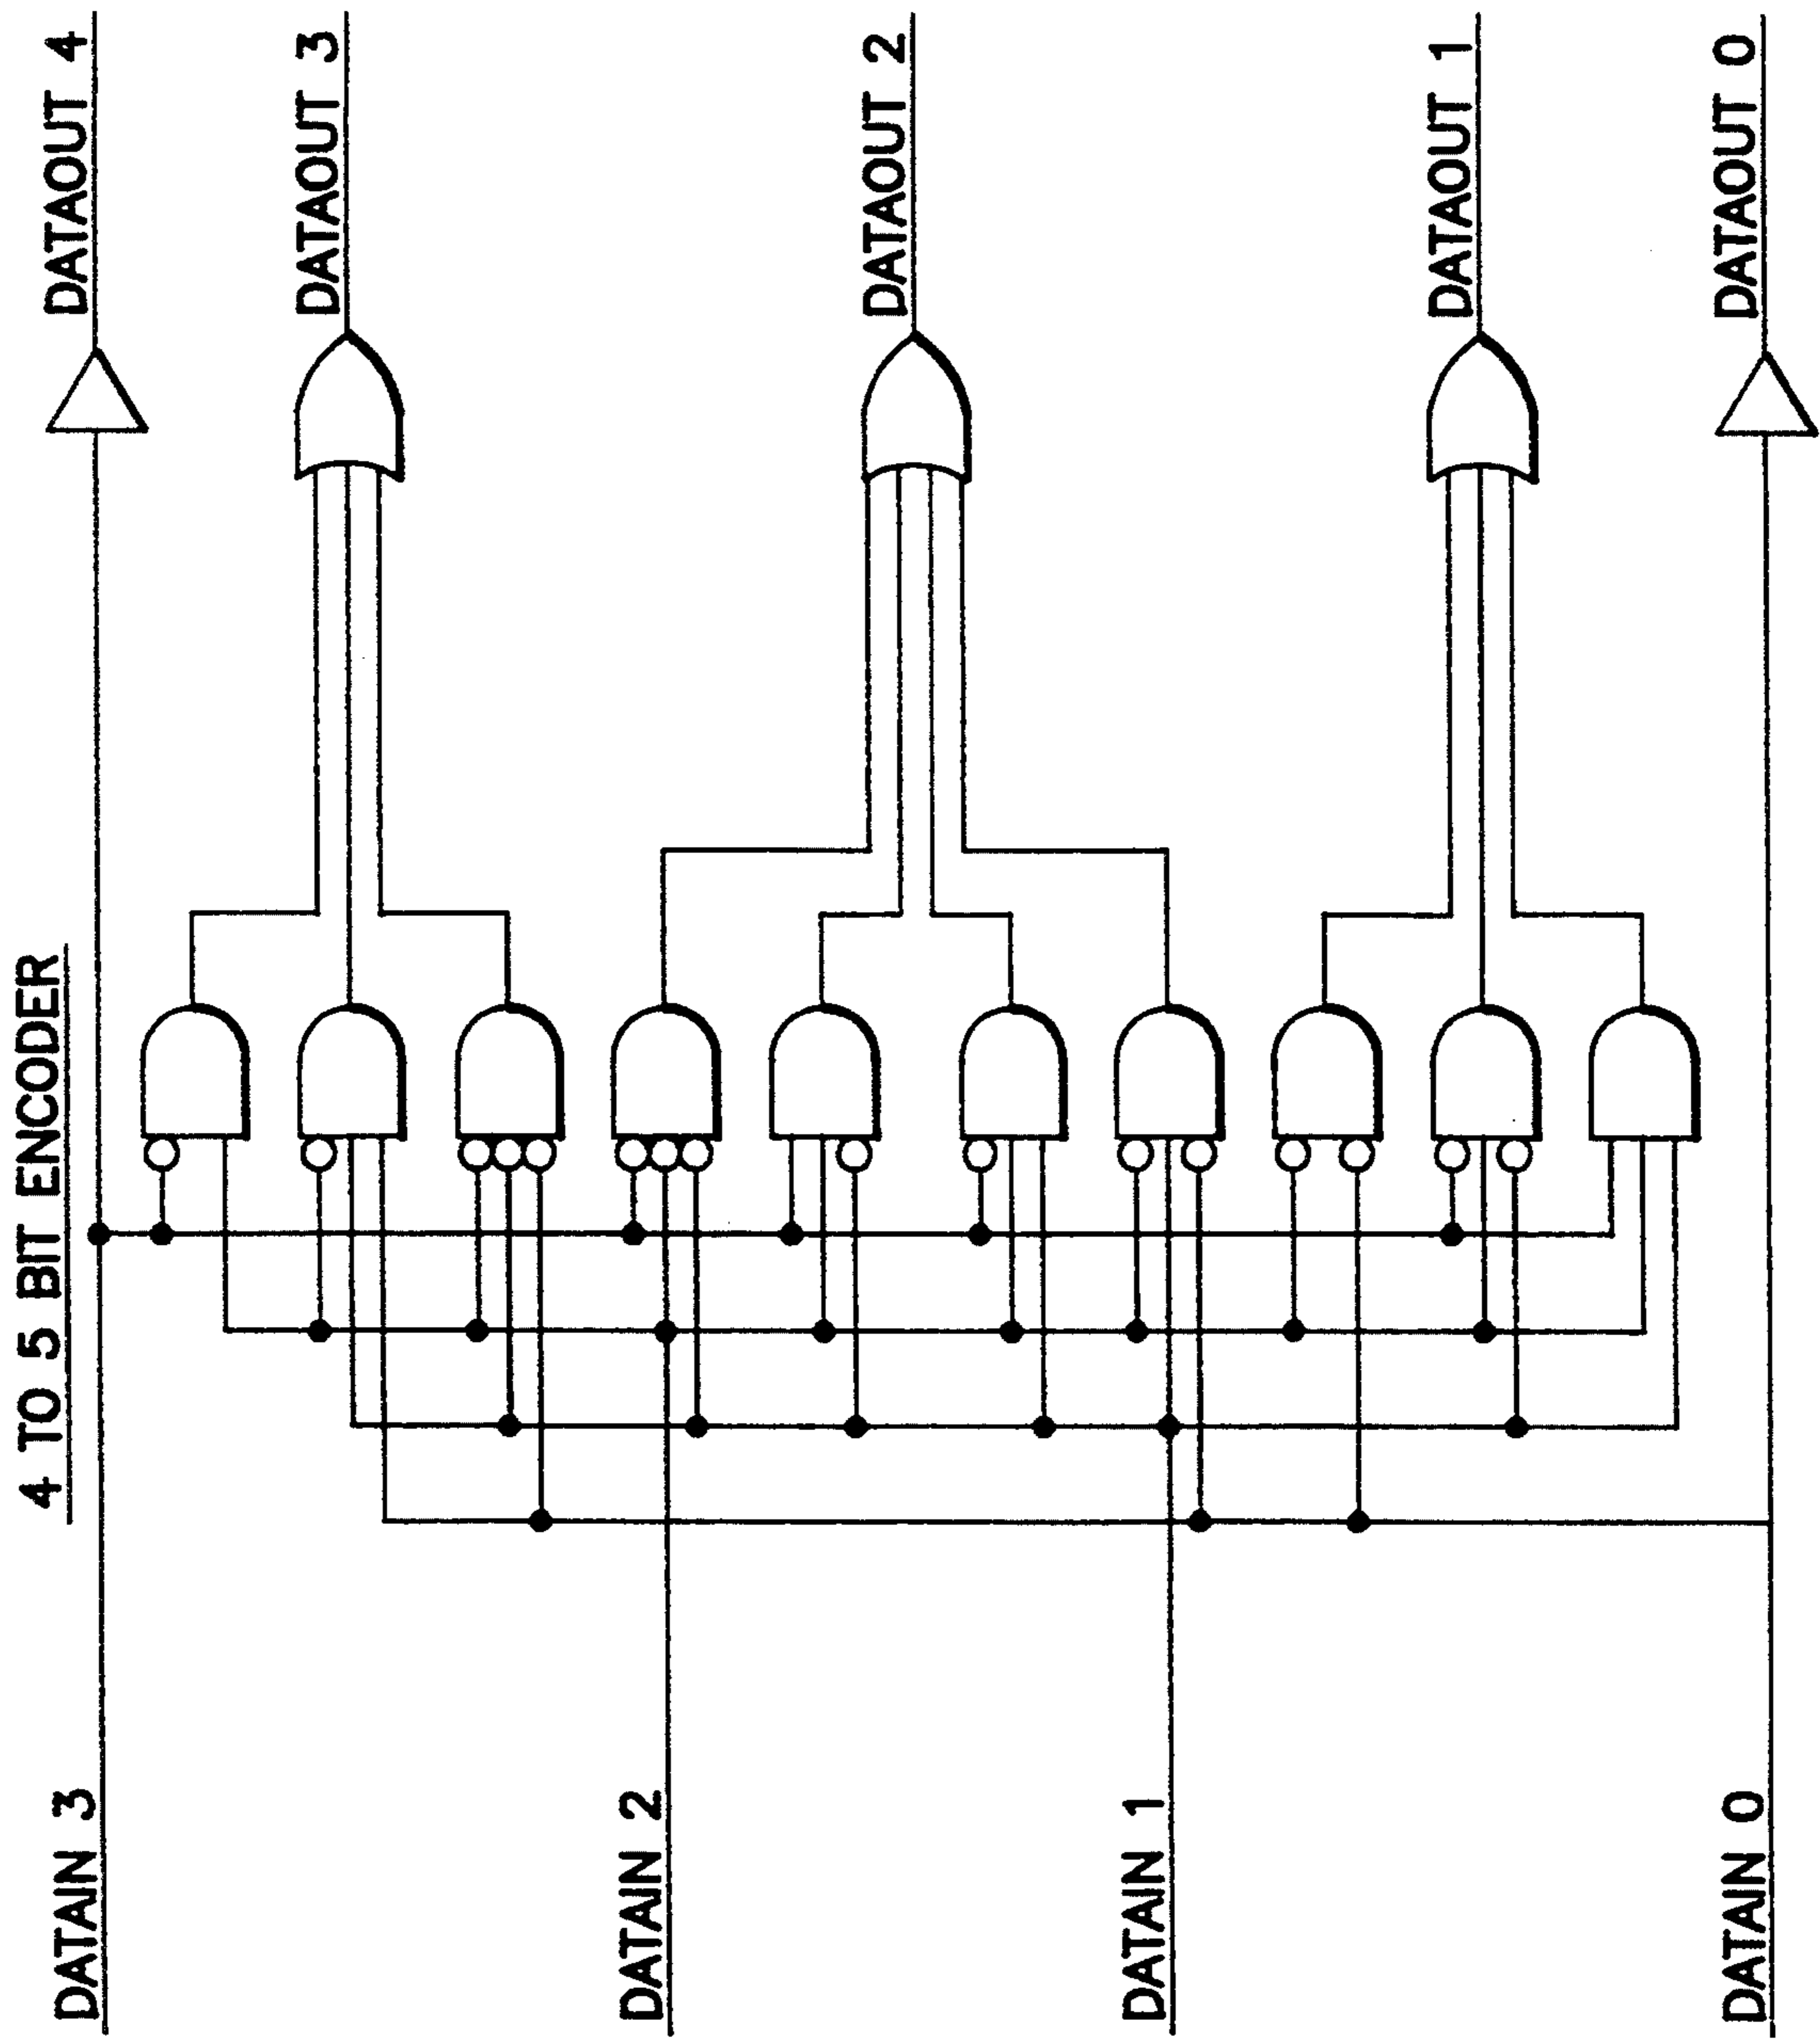 4 TO 5 BIT ENCODER
DATAIN 3
DATAOUT 4
DATAOUT 3
DATAIN 2
DATAOUT 2
DATAIN 1
DATAOUT 1
DATAIN 0
DATAOUT 0